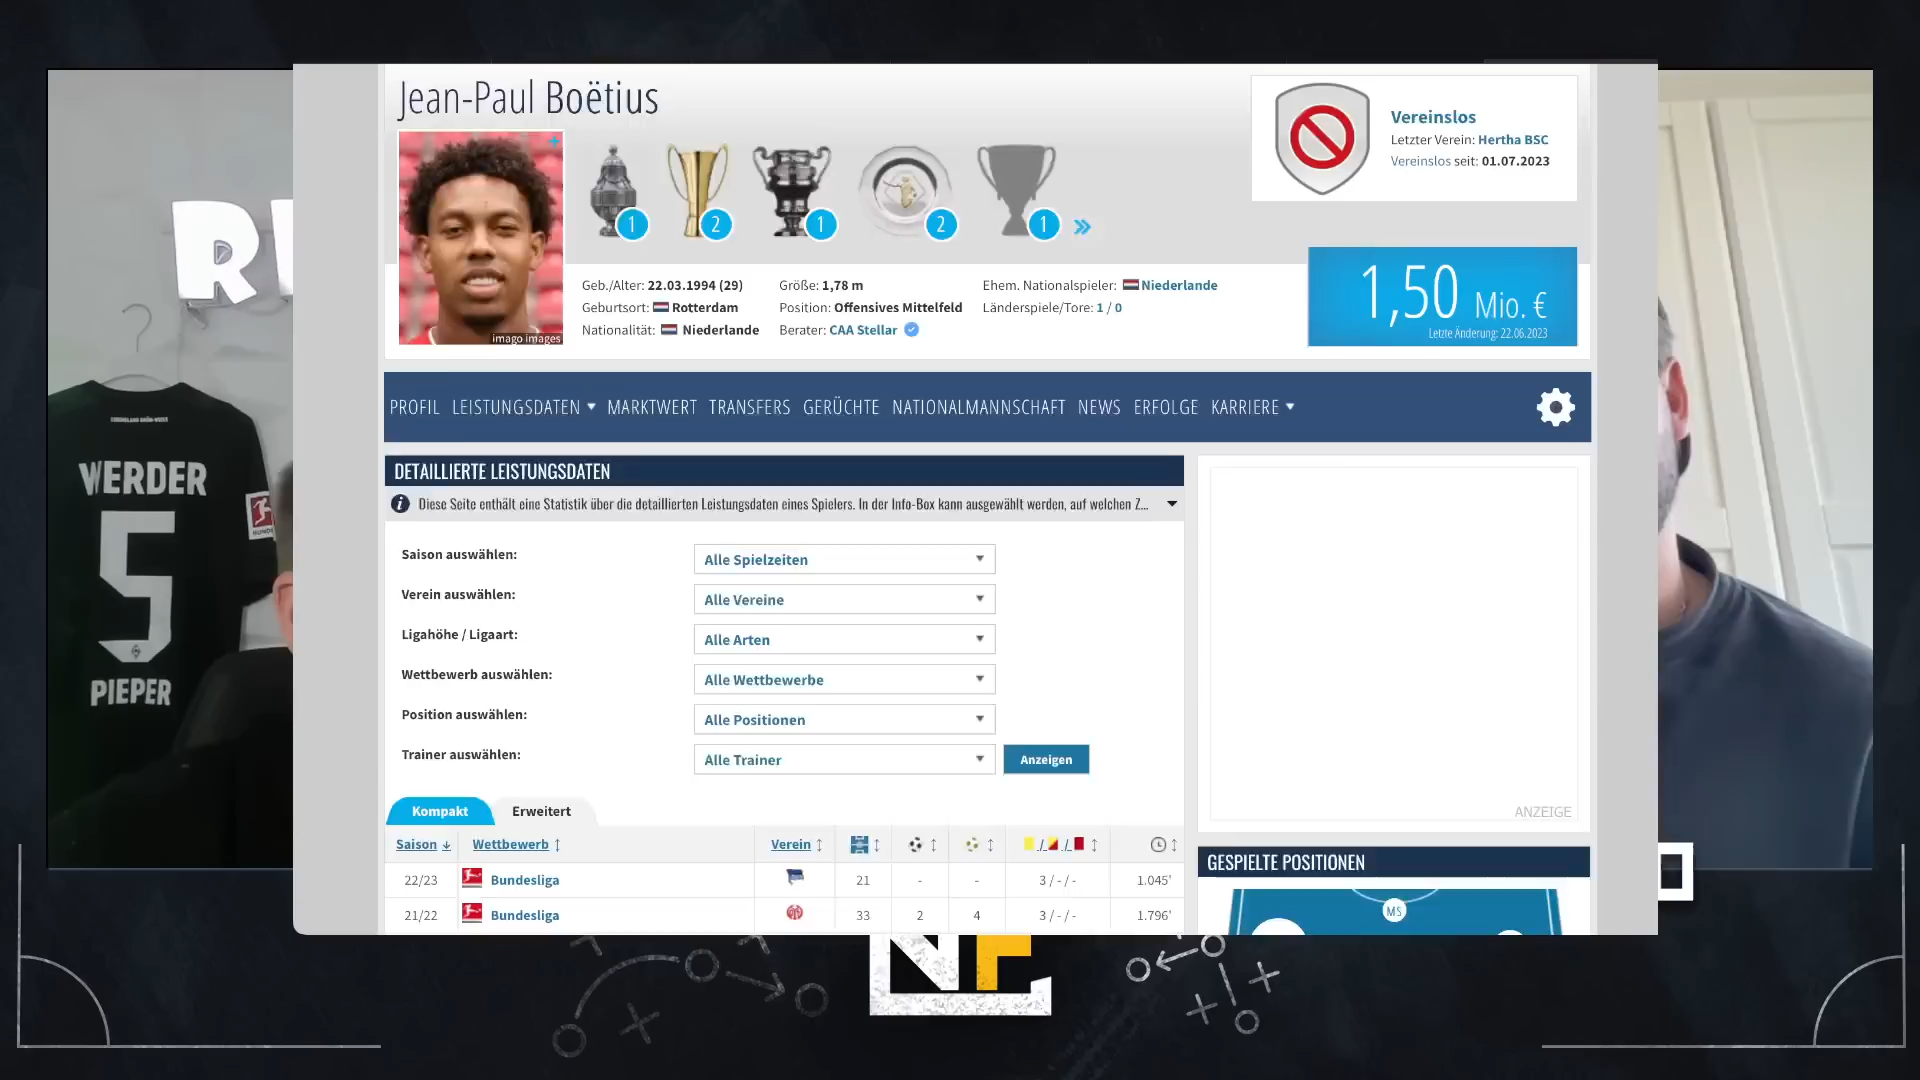 Jean-Paul Boëtius
Vereinslos
Letzter Verein: Hertha BSC
Vereinslos seit: 01.07.2023
1
2
1
2
1
imago images
Geb./Alter: 22.03.1994 (29)
Geburtsort: Rotterdam
Nationalität: Niederlande
Größe: 1,78 m
Position: Offensives Mittelfeld
Berater: CAA Stellar
Ehem. Nationalspieler: Niederlande
Länderspiele/Tore: 1 / 0
1,50 Mio. €
Letzte Änderung: 22.06.2023
PROFIL LEISTUNGSDATEN MARKTWERT TRANSFERS GERÜCHTE NATIONALMANNSCHAFT NEWS ERFOLGE KARRIERE
DETAILLIERTE LEISTUNGSDATEN
Diese Seite enthält eine Statistik über die detaillierten Leistungsdaten eines Spielers. In der Info-Box kann ausgewählt werden, auf welchen Z...
Saison auswählen: Alle Spielzeiten
Verein auswählen: Alle Vereine
Ligahöhe / Ligaart: Alle Arten
Wettbewerb auswählen: Alle Wettbewerbe
Position auswählen: Alle Positionen
Trainer auswählen: Alle Trainer Anzeigen
Kompakt Erweitert
Saison Wettbewerb Verein / /
22/23 Bundesliga 21 - - 3 / - / - 1.045'
21/22 Bundesliga 33 2 4 3 / - / - 1.796'
ANZEIGE
GESPIELTE POSITIONEN
MS
WERDER
5
PIEPER